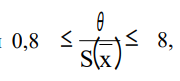 0,8 ≤ θ/S(x̅) ≤ 8,